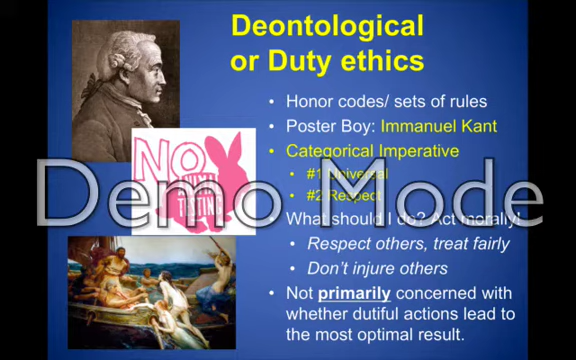 Deontological
or Duty ethics
• Honor codes/ sets of rules
• Poster Boy: Immanuel Kant
• Categorical Imperative
• #1 Universal
• #2 Respect
NO
ANIMAL
TESTING
Demo Mode
• What should I do? Act morally!
• Respect others, treat fairly
• Don't injure others
• Not primarily concerned with
whether dutiful actions lead to
the most optimal result.